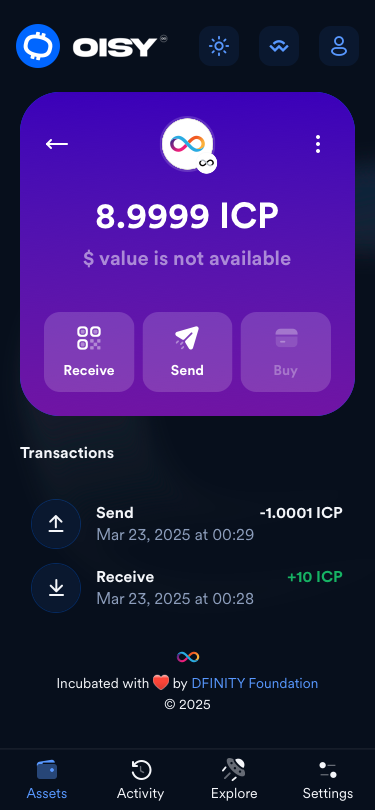 OISY
8.9999 ICP
$ value is not available
Receive
Send
Buy
Transactions
Send
-1.0001 ICP
Mar 23, 2025 at 00:29
Receive
+10 ICP
Mar 23, 2025 at 00:28
Incubated with ❤️ by DFINITY Foundation
© 2025
Assets
Activity
Explore
Settings